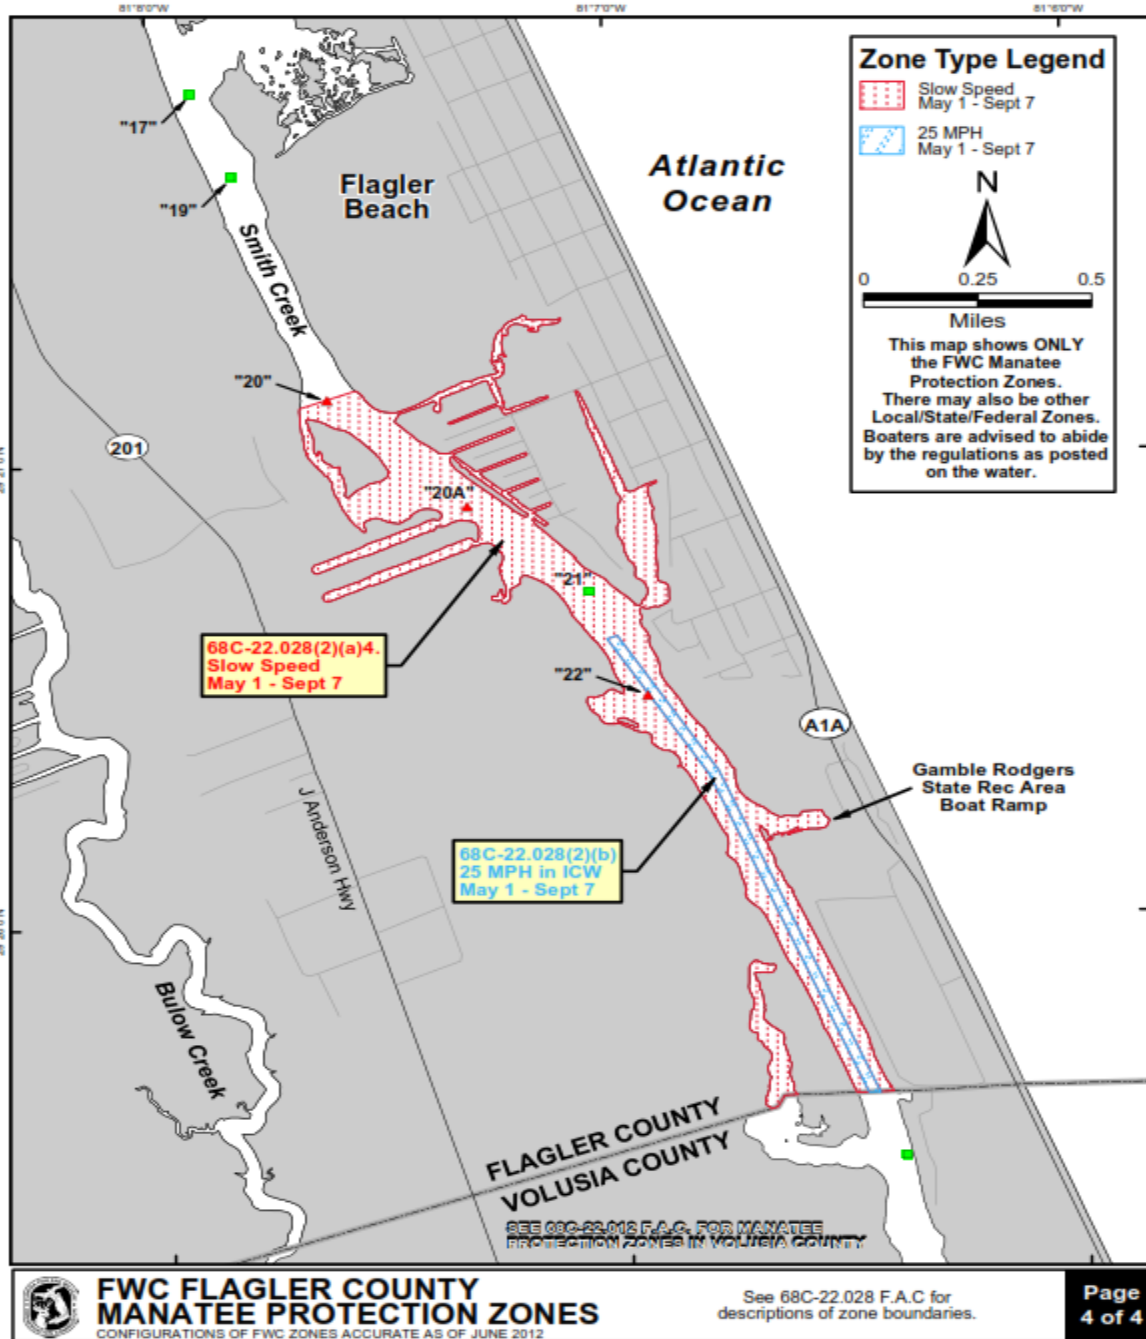 81°8'0"W
81°7'0"W
81°6'0"W
Zone Type Legend
Slow Speed
May 1 - Sept 7
25 MPH
May 1 - Sept 7
N
0 0.25 0.5
Miles
This map shows ONLY
the FWC Manatee
Protection Zones.
There may also be other
Local/State/Federal Zones.
Boaters are advised to abide
by the regulations as posted
on the water.
"17"
"19"
Flagler
Beach
Atlantic
Ocean
Smith Creek
"20"
201
"20A"
"21"
68C-22.028(2)(a)4.
Slow Speed
May 1 - Sept 7
"22"
A1A
Gamble Rodgers
State Rec Area
Boat Ramp
J Anderson Hwy
68C-22.028(2)(b)
25 MPH in ICW
May 1 - Sept 7
Bulow Creek
FLAGLER COUNTY
VOLUSIA COUNTY
SEE 68C-22.012 F.A.C. FOR MANATEE
PROTECTION ZONES IN VOLUSIA COUNTY
FWC FLAGLER COUNTY
MANATEE PROTECTION ZONES
CONFIGURATIONS OF FWC ZONES ACCURATE AS OF JUNE 2012
See 68C-22.028 F.A.C for
descriptions of zone boundaries.
Page
4 of 4